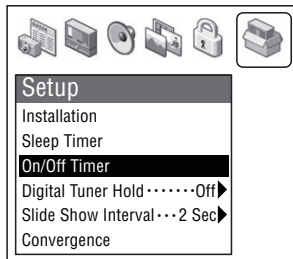 Setup
Installation
Sleep Timer
On/Off Timer
Digital Tuner Hold·······Off
Slide Show Interval···2 Sec
Convergence